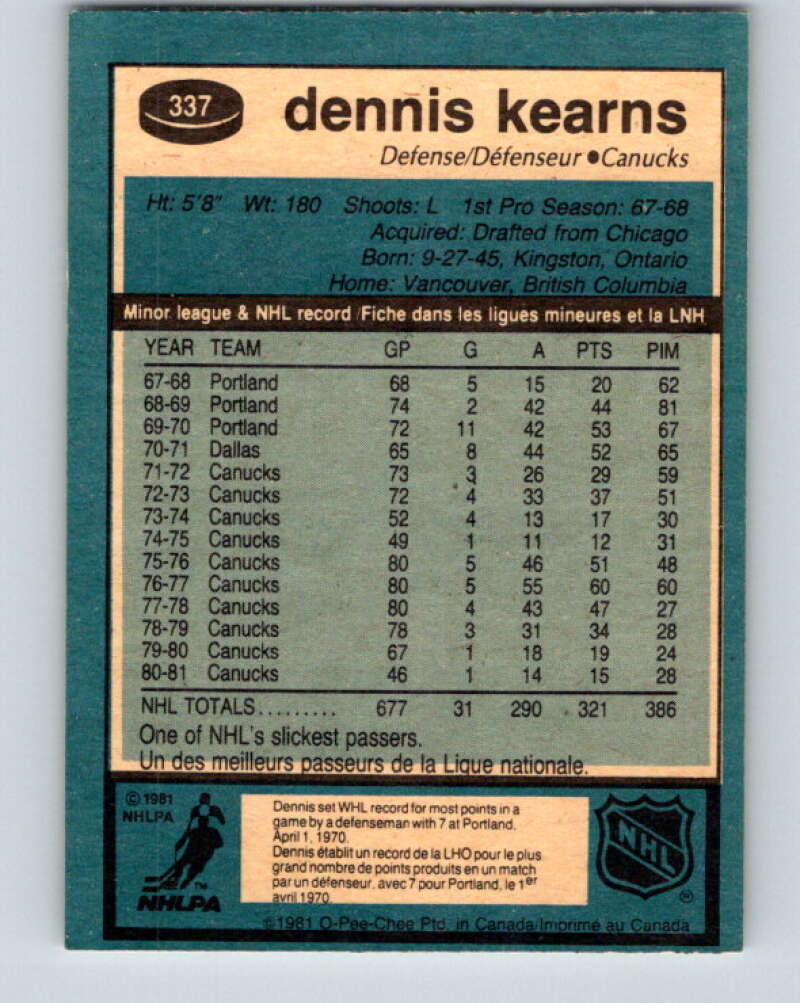 337 dennis kearns
Defense/Défenseur ●Canucks
Ht: 5'8" Wt: 180 Shoots: L 1st Pro Season: 67-68
Acquired: Drafted from Chicago
Born: 9-27-45, Kingston, Ontario
Home: Vancouver, British Columbia
Minor league & NHL record/Fiche dans les ligues mineures et la LNH
YEAR TEAM GP G A PTS PIM
67-68 Portland 68 5 15 20 62
68-69 Portland 74 2 42 44 81
69-70 Portland 72 11 42 53 67
70-71 Dallas 65 8 44 52 65
71-72 Canucks 73 3 26 29 59
72-73 Canucks 72 4 33 37 51
73-74 Canucks 52 4 13 17 30
74-75 Canucks 49 1 11 12 31
75-76 Canucks 80 5 46 51 48
76-77 Canucks 80 5 55 60 60
77-78 Canucks 80 4 43 47 27
78-79 Canucks 78 3 31 34 28
79-80 Canucks 67 1 18 19 24
80-81 Canucks 46 1 14 15 28
NHL TOTALS......... 677 31 290 321 386
One of NHL's slickest passers.
Un des meilleurs passeurs de la Ligue nationale.
© 1981
NHLPA
Dennis set WHL record for most points in a
game by a defenseman with 7 at Portland,
April 1, 1970.
Dennis établit un record de la LHO pour le plus
grand nombre de points produits en un match
par un défenseur, avec 7 pour Portland, le 1er
avril 1970.
NHL
TM
NHLPA
©1981 O-Pee-Chee Ptd. in Canada/Imprimé au Canada